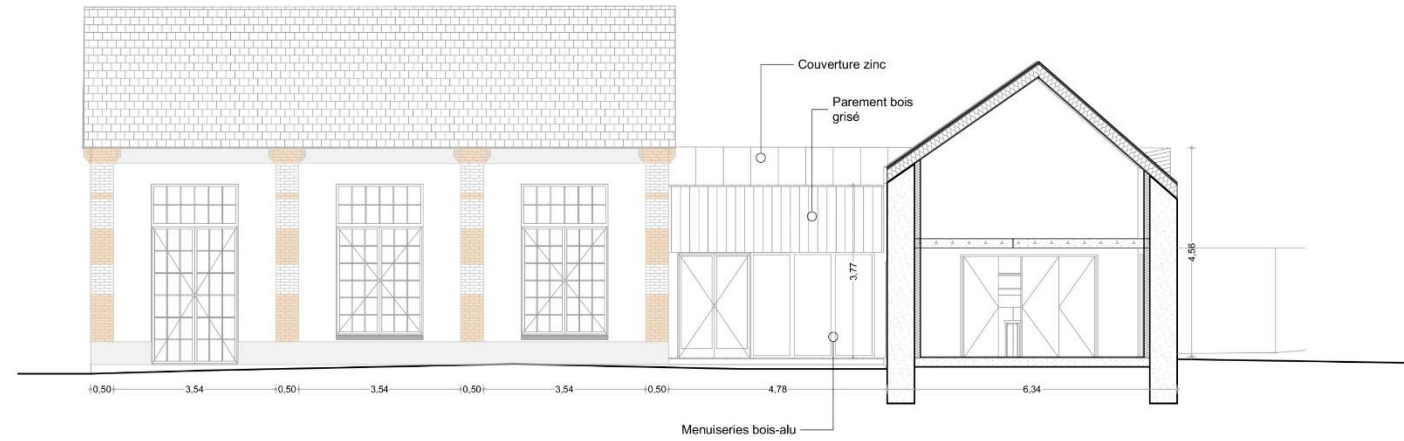 Couverture zinc
Parement bois
grisé
3,77
4,56
0,50
3,54
0,50
3,54
0,50
3,54
0,50
4,78
6,34
Menuiseries bois-alu